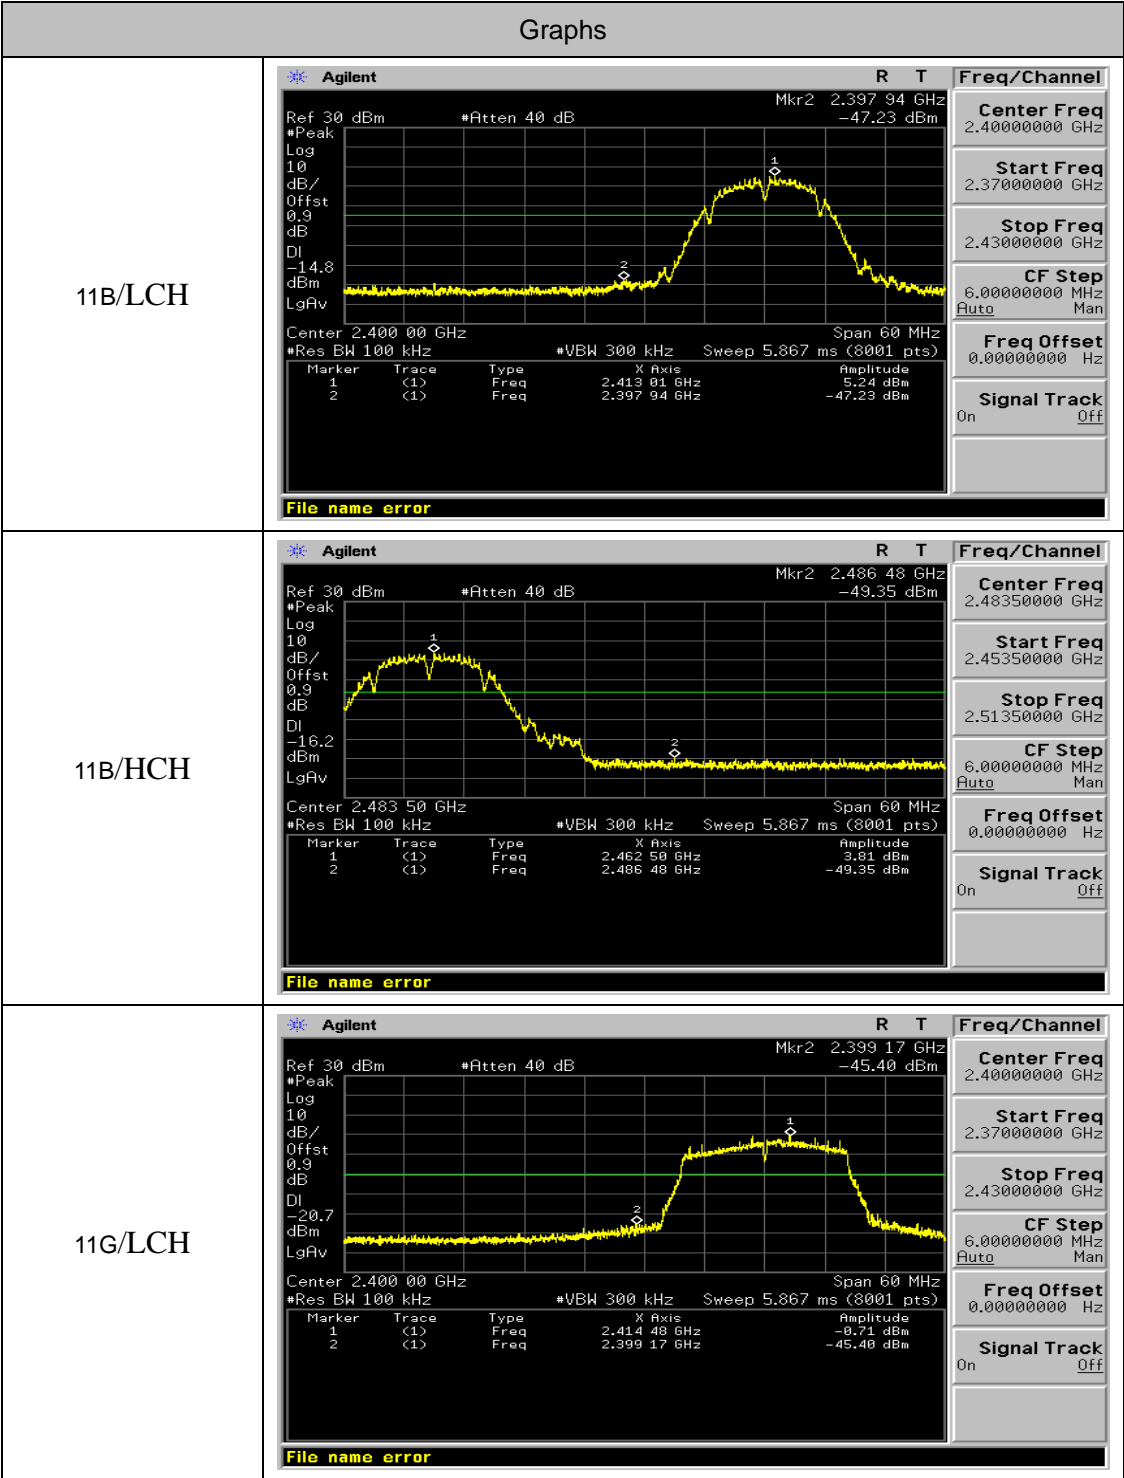 Graphs
11B/LCH
Agilent R T Freq/Channel
Mkr2 2.397 94 GHz
Ref 30 dBm #Atten 40 dB -47.23 dBm
#Peak
Log
10
dB/
Offst
0.9
dB
DI
-14.8
dBm
LgAv
1
2
Center 2.400 00 GHz Span 60 MHz
#Res BW 100 kHz #VBW 300 kHz Sweep 5.867 ms (8001 pts)
Marker Trace Type X Axis Amplitude
1 (1) Freq 2.413 01 GHz 5.24 dBm
2 (1) Freq 2.397 94 GHz -47.23 dBm
File name error
Center Freq
2.40000000 GHz
Start Freq
2.37000000 GHz
Stop Freq
2.43000000 GHz
CF Step
6.00000000 MHz
Auto Man
Freq Offset
0.00000000 Hz
Signal Track
On Off
11B/HCH
Agilent R T Freq/Channel
Mkr2 2.486 48 GHz
Ref 30 dBm #Atten 40 dB -49.35 dBm
#Peak
Log
10
dB/
Offst
0.9
dB
DI
-16.2
dBm
LgAv
1
2
Center 2.483 50 GHz Span 60 MHz
#Res BW 100 kHz #VBW 300 kHz Sweep 5.867 ms (8001 pts)
Marker Trace Type X Axis Amplitude
1 (1) Freq 2.462 50 GHz 3.81 dBm
2 (1) Freq 2.486 48 GHz -49.35 dBm
File name error
Center Freq
2.48350000 GHz
Start Freq
2.45350000 GHz
Stop Freq
2.51350000 GHz
CF Step
6.00000000 MHz
Auto Man
Freq Offset
0.00000000 Hz
Signal Track
On Off
11G/LCH
Agilent R T Freq/Channel
Mkr2 2.399 17 GHz
Ref 30 dBm #Atten 40 dB -45.40 dBm
#Peak
Log
10
dB/
Offst
0.9
dB
DI
-20.7
dBm
LgAv
1
2
Center 2.400 00 GHz Span 60 MHz
#Res BW 100 kHz #VBW 300 kHz Sweep 5.867 ms (8001 pts)
Marker Trace Type X Axis Amplitude
1 (1) Freq 2.414 48 GHz -0.71 dBm
2 (1) Freq 2.399 17 GHz -45.40 dBm
File name error
Center Freq
2.40000000 GHz
Start Freq
2.37000000 GHz
Stop Freq
2.43000000 GHz
CF Step
6.00000000 MHz
Auto Man
Freq Offset
0.00000000 Hz
Signal Track
On Off